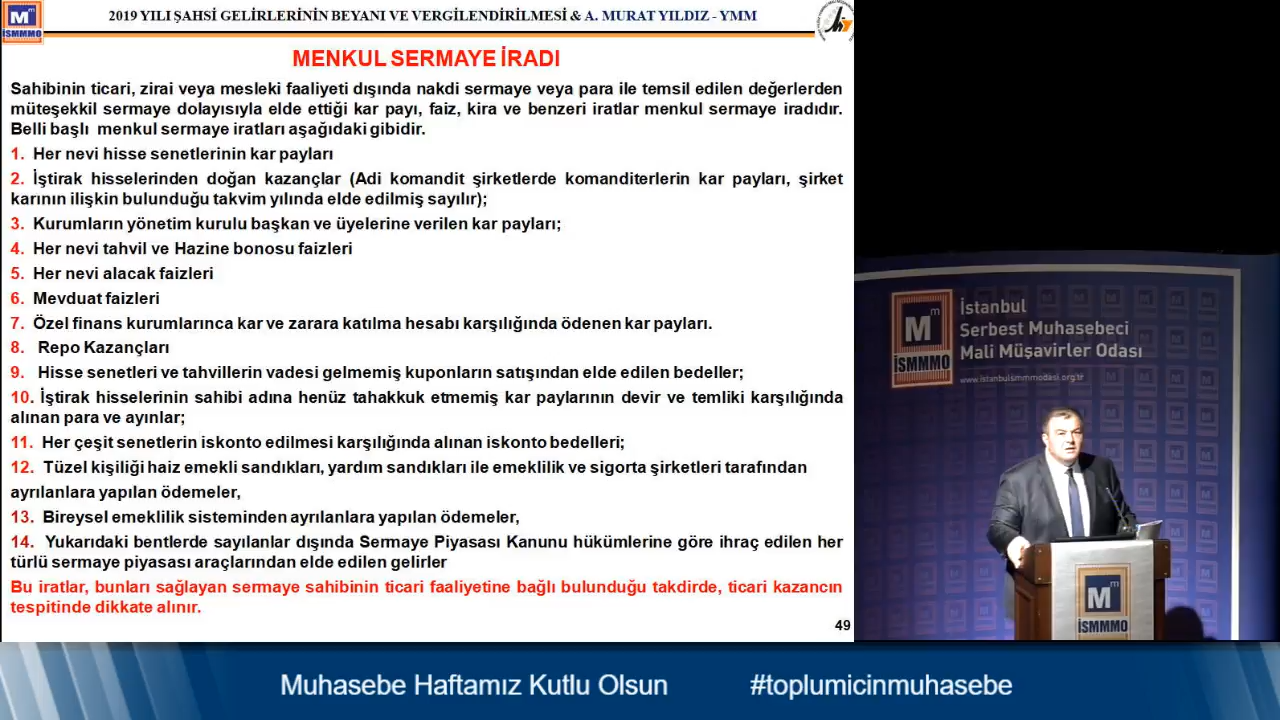 2019 YILI ŞAHSİ GELİRLERİNİN BEYANI VE VERGİLENDİRİLMESİ & A. MURAT YILDIZ - YMM
M m
İSMMMO
MENKUL SERMAYE İRADI
Sahibinin ticari, zirai veya mesleki faaliyeti dışında nakdi sermaye veya para ile temsil edilen değerlerden
müteşekkil sermaye dolayısıyla elde ettiği kar payı, faiz, kira ve benzeri iratlar menkul sermaye iradıdır.
Belli başlı menkul sermaye iratları aşağıdaki gibidir.
1. Her nevi hisse senetlerinin kar payları
2. İştirak hisselerinden doğan kazançlar (Adi komandit şirketlerde komanditerlerin kar payları, şirket
karının ilişkin bulunduğu takvim yılında elde edilmiş sayılır);
3. Kurumların yönetim kurulu başkan ve üyelerine verilen kar payları;
4. Her nevi tahvil ve Hazine bonosu faizleri
5. Her nevi alacak faizleri
6. Mevduat faizleri
7. Özel finans kurumlarınca kar ve zarara katılma hesabı karşılığında ödenen kar payları.
8. Repo Kazançları
9. Hisse senetleri ve tahvillerin vadesi gelmemiş kuponların satışından elde edilen bedeller;
10. İştirak hisselerinin sahibi adına henüz tahakkuk etmemiş kar paylarının devir ve temliki karşılığında
alınan para ve ayınlar;
11. Her çeşit senetlerin iskonto edilmesi karşılığında alınan iskonto bedelleri;
12. Tüzel kişiliği haiz emekli sandıkları, yardım sandıkları ile emeklilik ve sigorta şirketleri tarafından
ayrılanlara yapılan ödemeler,
13. Bireysel emeklilik sisteminden ayrılanlara yapılan ödemeler,
14. Yukarıdaki bentlerde sayılanlar dışında Sermaye Piyasası Kanunu hükümlerine göre ihraç edilen her
türlü sermaye piyasası araçlarından elde edilen gelirler
Bu iratlar, bunları sağlayan sermaye sahibinin ticari faaliyetine bağlı bulunduğu takdirde, ticari kazancın
tespitinde dikkate alınır.
49
M m
İSMMMO
İstanbul
Serbest Muhasebeci
Mali Müşavirler Odası
www.istanbulsmmmodasi.org.tr
M m
İSMMMO
Muhasebe Haftamız Kutlu Olsun #toplumicinmuhasebe